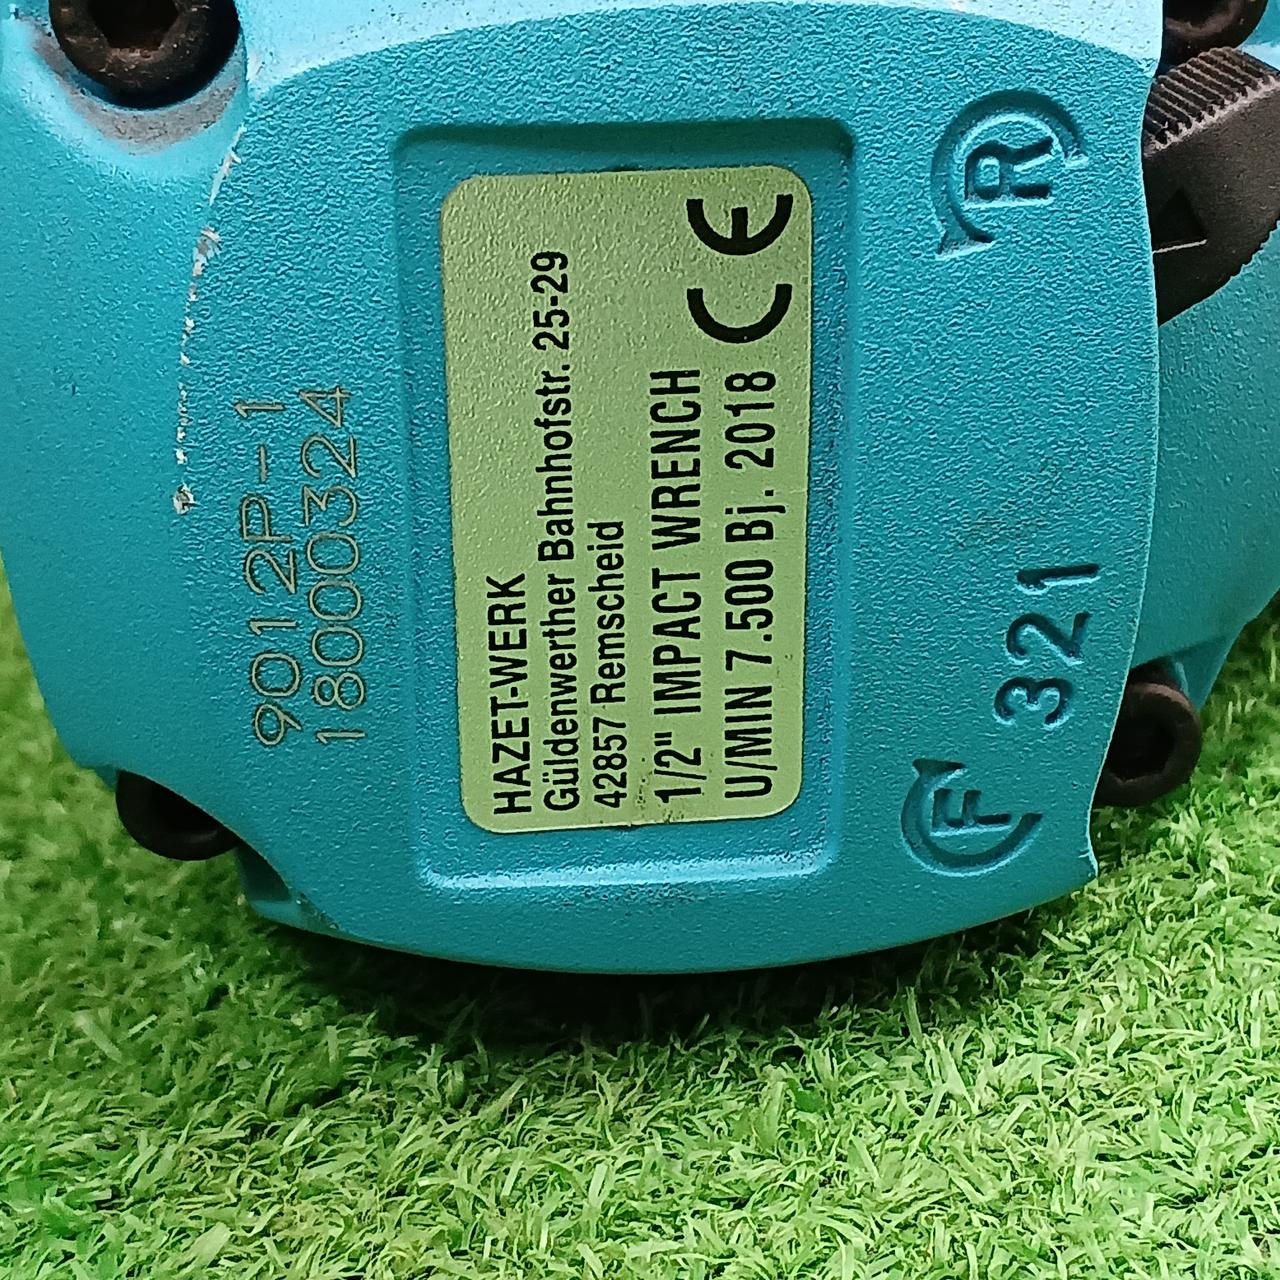 9012P-1
1800324
HAZET-WERK
Güldenwerther Bahnhofstr. 25-29
42857 Remscheid
1/2" IMPACT WRENCH
U/MIN 7.500 Bj. 2018 CE
F 321 R